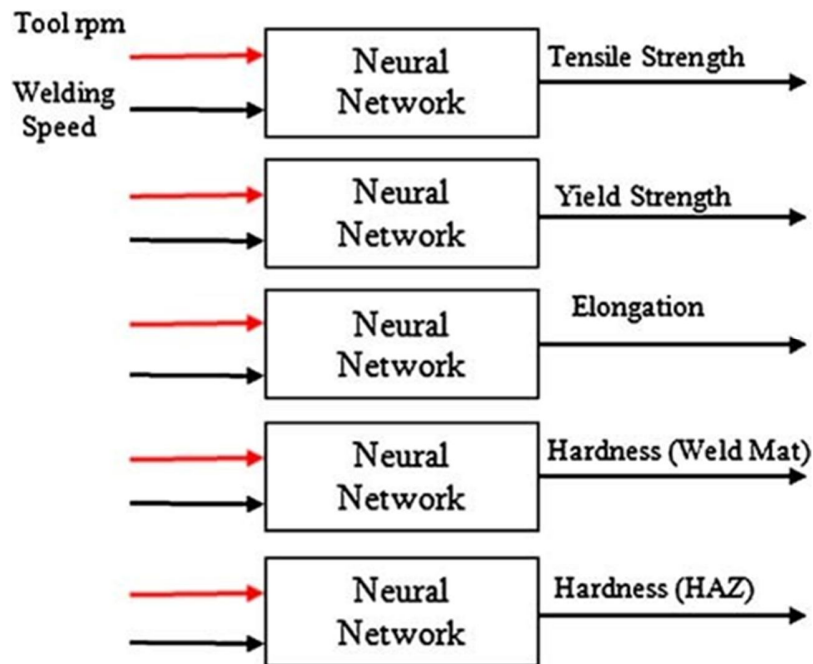 Tool rpm
Neural
Network
Tensile Strength
Welding
Speed
Neural
Network
Yield Strength
Neural
Network
Elongation
Neural
Network
Hardness (Weld Mat)
Neural
Network
Hardness (HAZ)